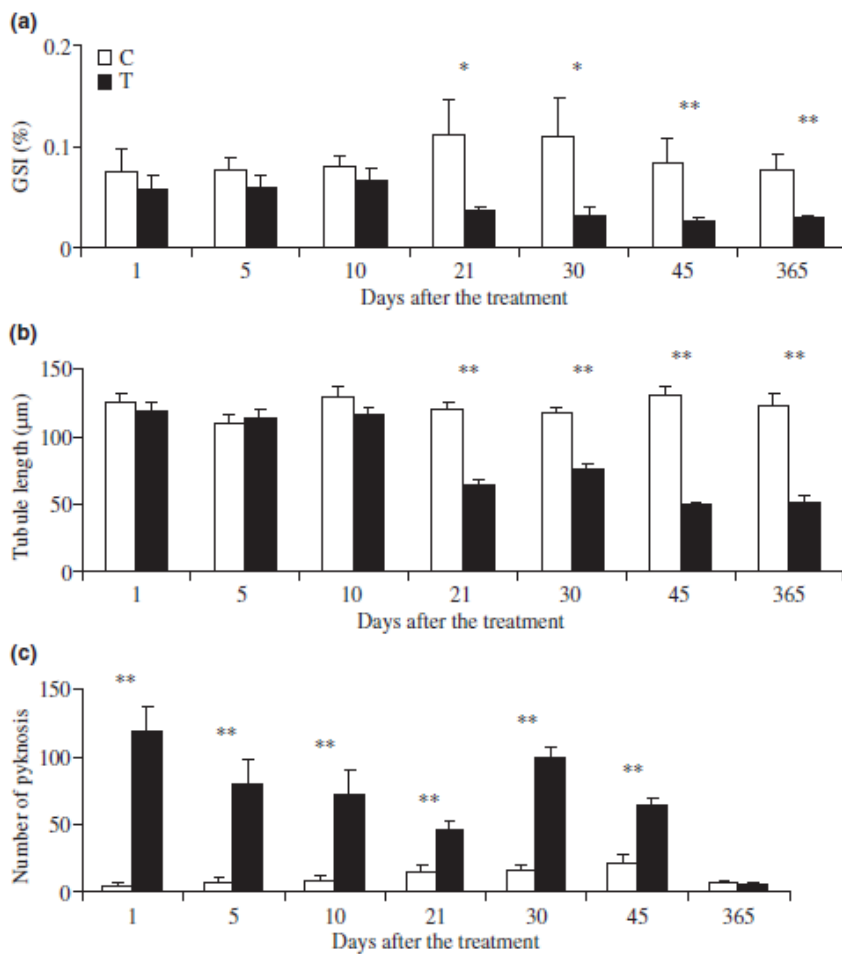 (a)
0.2
C
T
* * ** **
0.1
GSI (%)
0
1 5 10 21 30 45 365
Days after the treatment
(b)
150
** ** ** **
100
Tubule length (μm)
50
0
1 5 10 21 30 45 365
Days after the treatment
(c)
150
** ** ** ** ** **
100
Number of pyknosis
50
0
1 5 10 21 30 45 365
Days after the treatment